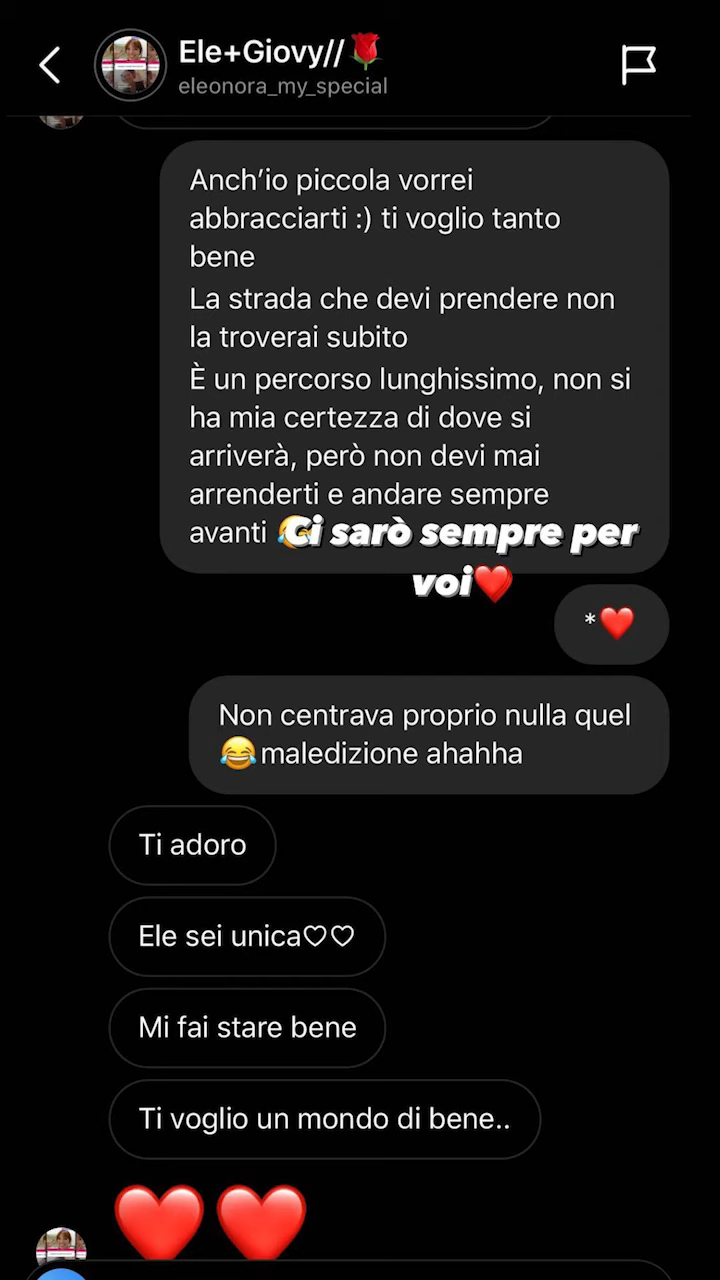 Ele+Giovy//🌹
eleonora_my_special
Anch'io piccola vorrei
abbracciarti :) ti voglio tanto
bene
La strada che devi prendere non
la troverai subito
È un percorso lunghissimo, non si
ha mia certezza di dove si
arriverà, però non devi mai
arrenderti e andare sempre
avanti 😂
Ci sarò sempre per
voi❤️
*❤️
Non centrava proprio nulla quel
😂maledizione ahahha
Ti adoro
Ele sei unica♡♡
Mi fai stare bene
Ti voglio un mondo di bene..
❤️❤️